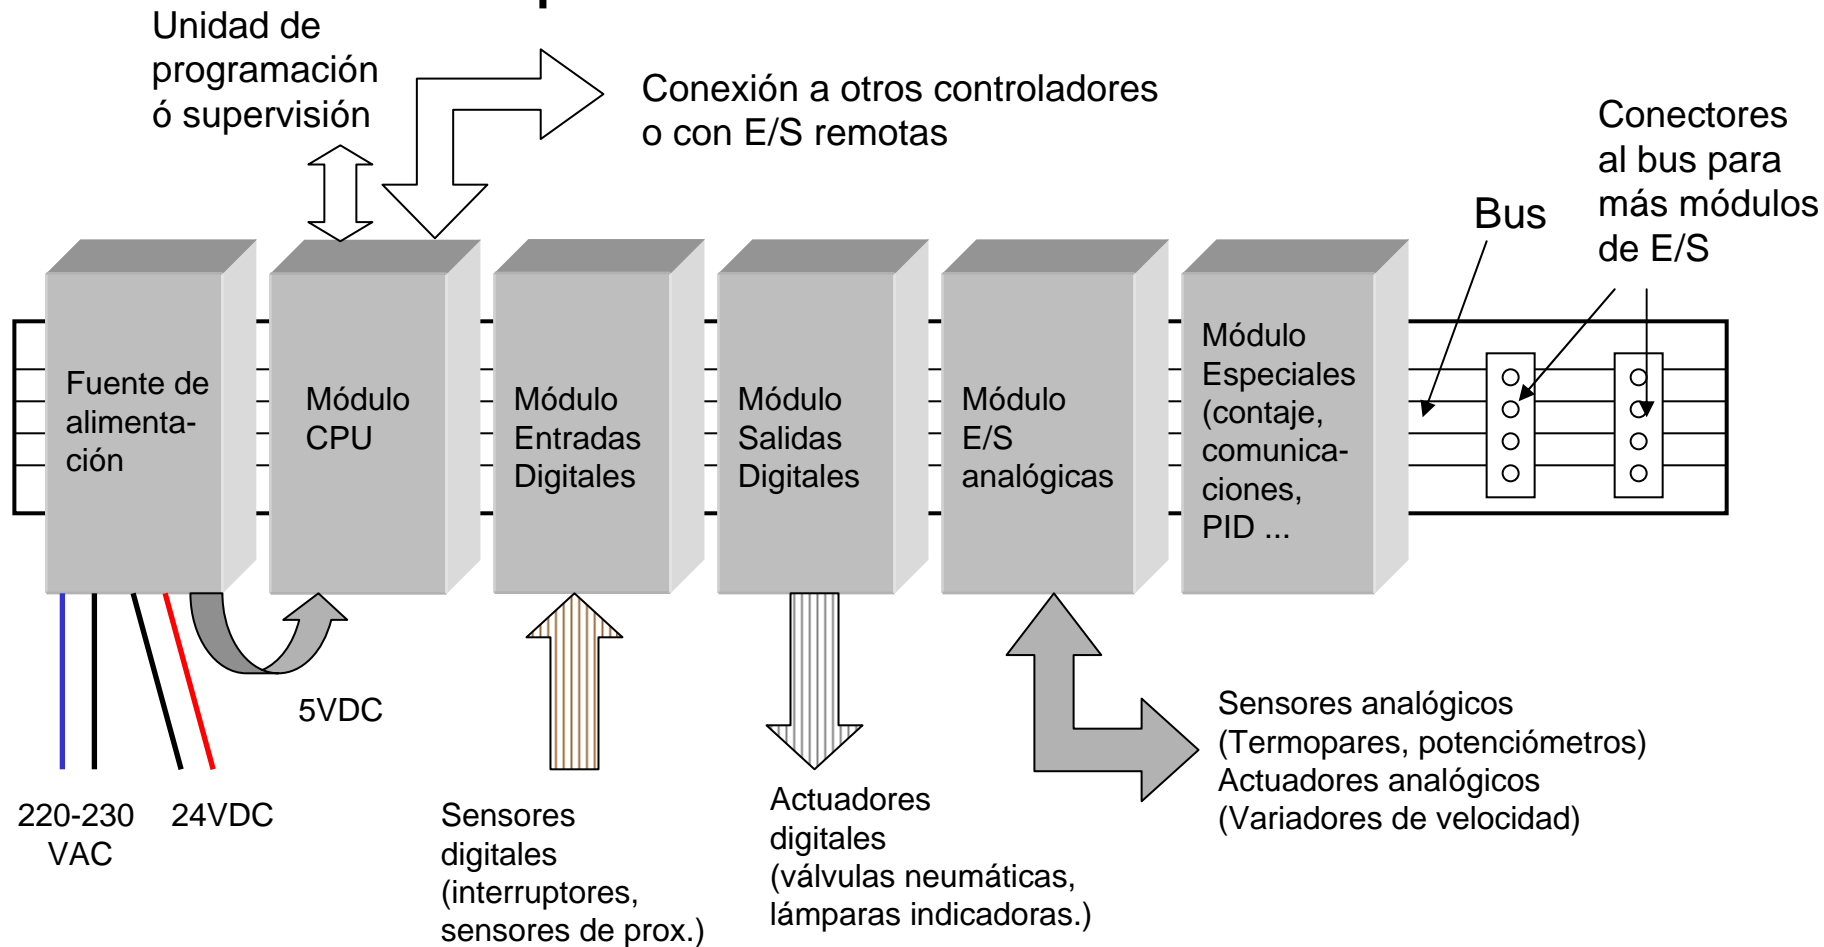 Unidad de
programación
ó supervisión
Conexión a otros controladores
o con E/S remotas
Conectores
al bus para
más módulos
de E/S
Bus
Fuente de
alimenta-
ción
Módulo
CPU
Módulo
Entradas
Digitales
Módulo
Salidas
Digitales
Módulo
E/S
analógicas
Módulo
Especiales
(contaje,
comunica-
ciones,
PID ...
5VDC
220-230
VAC
24VDC
Sensores
digitales
(interruptores,
sensores de prox.)
Actuadores
digitales
(válvulas neumáticas,
lámparas indicadoras.)
Sensores analógicos
(Termopares, potenciómetros)
Actuadores analógicos
(Variadores de velocidad)